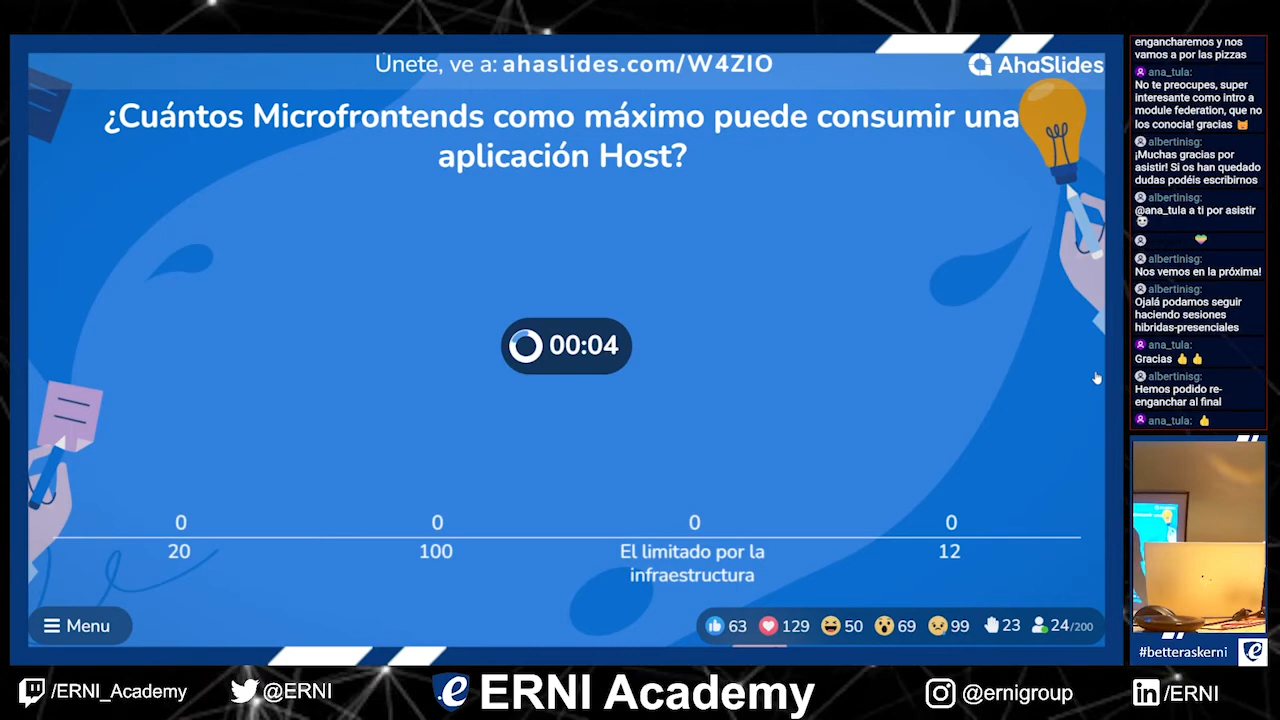 Únete, ve a: ahaslides.com/W4ZIO
AhaSlides
¿Cuántos Microfrontends como máximo puede consumir una
aplicación Host?
00:04
0
0
0
0
20
100
El limitado por la
infraestructura
12
Menu
63
129
50
69
99
23
24/200
engancharemos y nos
vamos a por las pizzas
ana_tula:
No te preocupes, super
interesante como intro a
module federation, que no
los conocia! gracias
albertinisg:
¡Muchas gracias por
asistir! Si os han quedado
dudas podéis escribirnos
albertinisg:
@ana_tula a ti por asistir
albertinisg:
Nos vemos en la próxima!
albertinisg:
Ojalá podamos seguir
haciendo sesiones
hibridas-presenciales
ana_tula:
Gracias 👍 👍
albertinisg:
Hemos podido re-
enganchar al final
ana_tula: 👍
#betteraskerni
/ERNI_Academy
@ERNI
ERNI Academy
@ernigroup
/ERNI